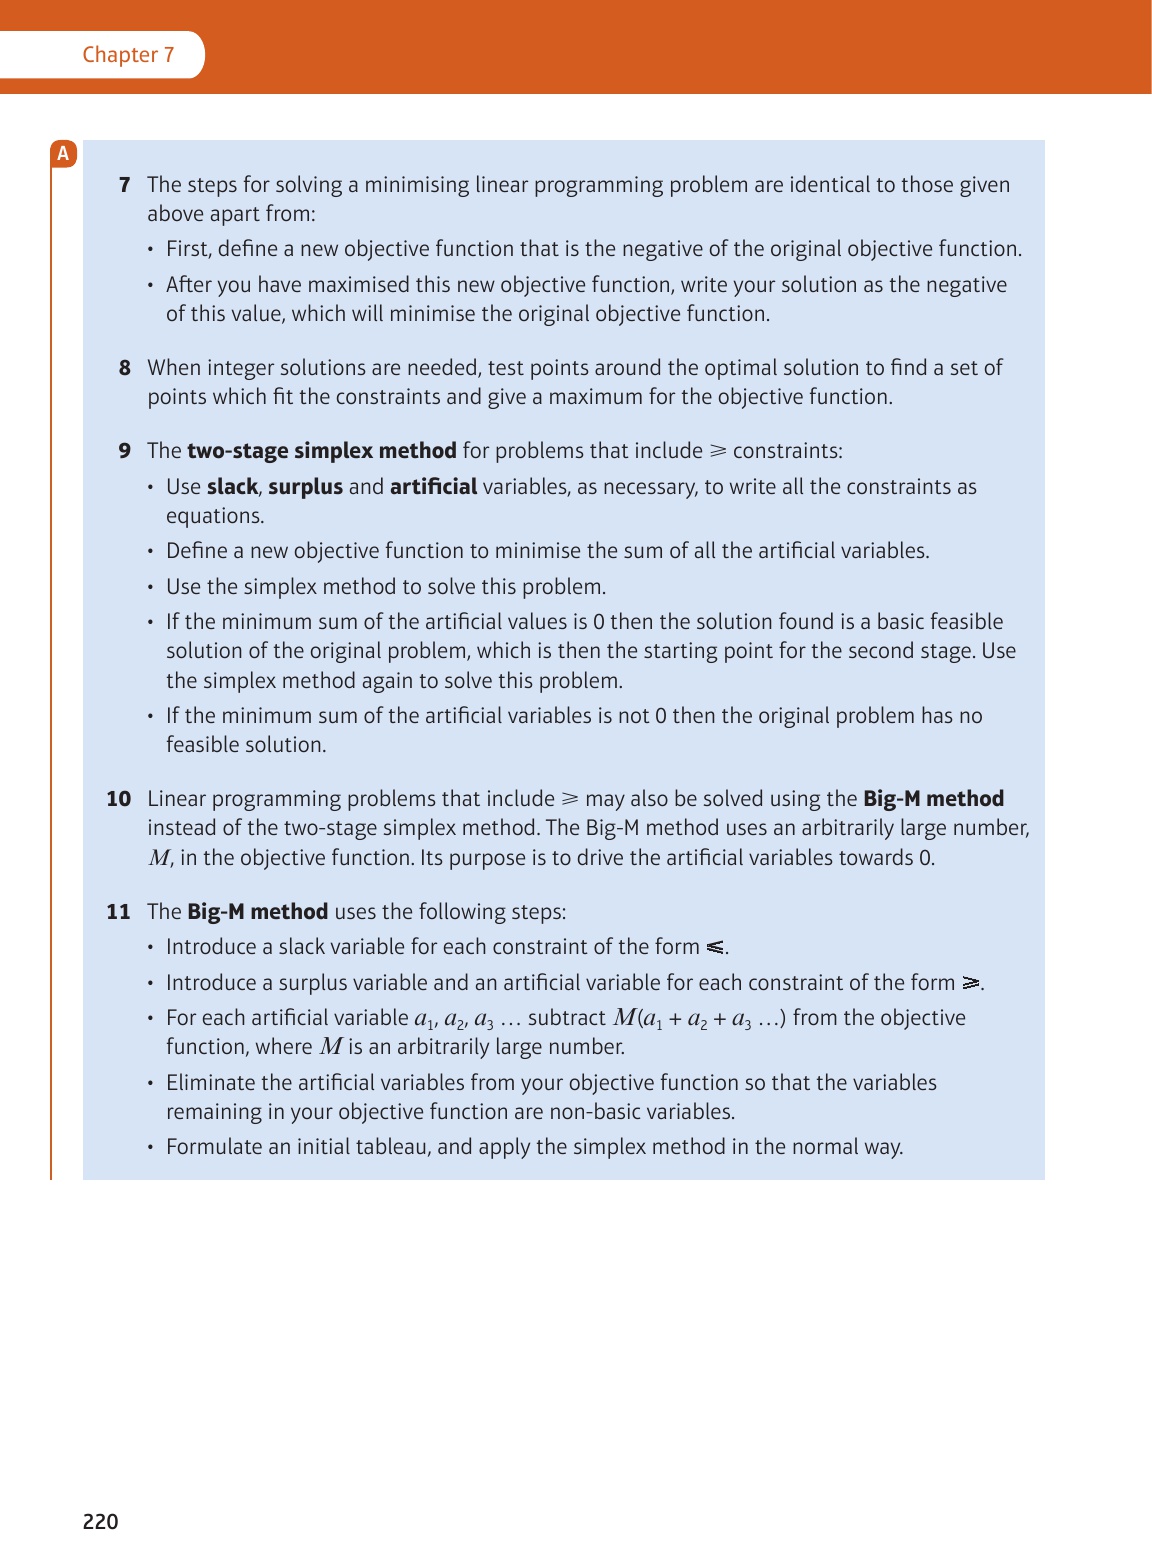 Chapter 7
A
7 The steps for solving a minimising linear programming problem are identical to those given
above apart from:
• First, define a new objective function that is the negative of the original objective function.
• After you have maximised this new objective function, write your solution as the negative
of this value, which will minimise the original objective function.
8 When integer solutions are needed, test points around the optimal solution to find a set of
points which fit the constraints and give a maximum for the objective function.
9 The two-stage simplex method for problems that include ⩾ constraints:
• Use slack, surplus and artificial variables, as necessary, to write all the constraints as
equations.
• Define a new objective function to minimise the sum of all the artificial variables.
• Use the simplex method to solve this problem.
• If the minimum sum of the artificial values is 0 then the solution found is a basic feasible
solution of the original problem, which is then the starting point for the second stage. Use
the simplex method again to solve this problem.
• If the minimum sum of the artificial variables is not 0 then the original problem has no
feasible solution.
10 Linear programming problems that include ⩾ may also be solved using the Big-M method
instead of the two-stage simplex method. The Big-M method uses an arbitrarily large number,
M, in the objective function. Its purpose is to drive the artificial variables towards 0.
11 The Big-M method uses the following steps:
• Introduce a slack variable for each constraint of the form ⩽.
• Introduce a surplus variable and an artificial variable for each constraint of the form ⩾.
• For each artificial variable a₁, a₂, a₃ … subtract M(a₁ + a₂ + a₃ …) from the objective
function, where M is an arbitrarily large number.
• Eliminate the artificial variables from your objective function so that the variables
remaining in your objective function are non-basic variables.
• Formulate an initial tableau, and apply the simplex method in the normal way.
220